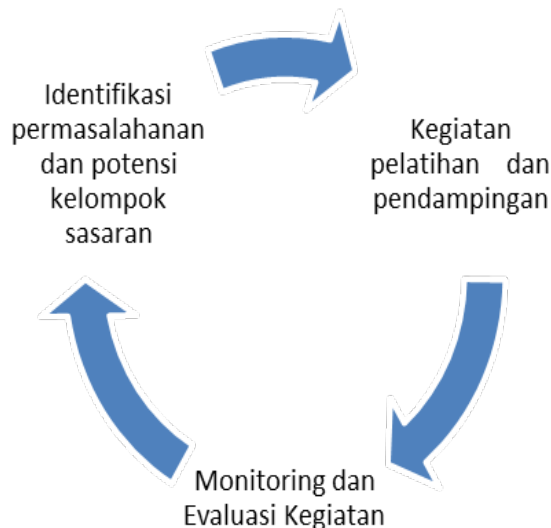 Identifikasi
permasalahanan
dan potensi
kelompok
sasaran
Kegiatan
pelatihan dan
pendampingan
Monitoring dan
Evaluasi Kegiatan